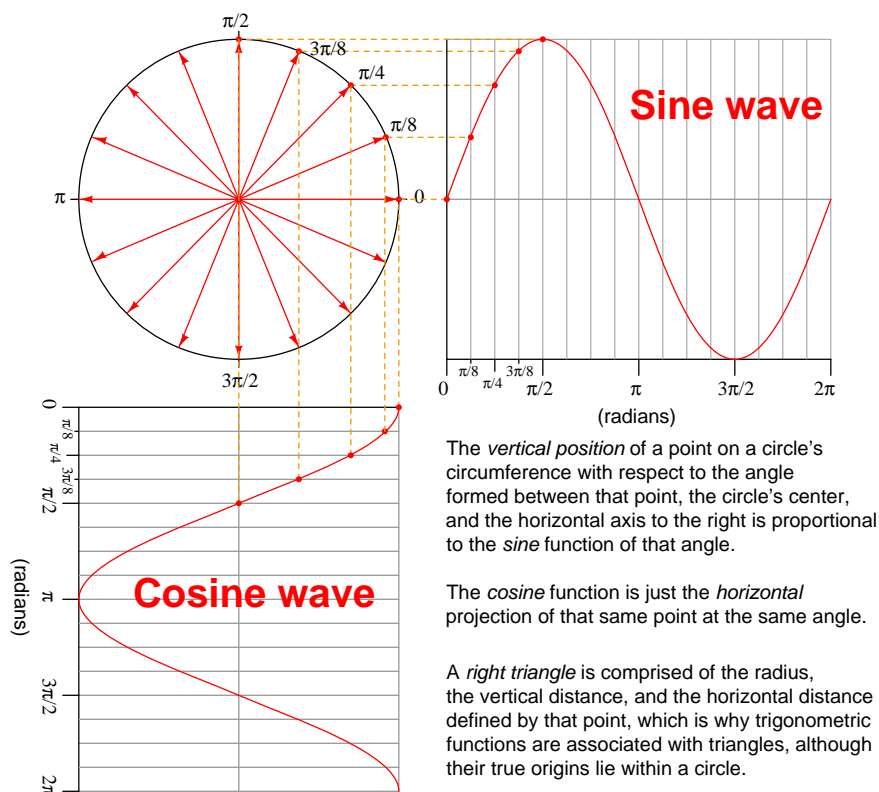 π/2
3π/8
π/4
π/8
π
0
3π/2
Sine wave
0
π/8
π/4
3π/8
π/2
π
3π/2
2π
(radians)
0
π/8
π/4
3π/8
π/2
π
3π/2
2π
(radians)
Cosine wave
The vertical position of a point on a circle's
circumference with respect to the angle
formed between that point, the circle's center,
and the horizontal axis to the right is proportional
to the sine function of that angle.
The cosine function is just the horizontal
projection of that same point at the same angle.
A right triangle is comprised of the radius,
the vertical distance, and the horizontal distance
defined by that point, which is why trigonometric
functions are associated with triangles, although
their true origins lie within a circle.